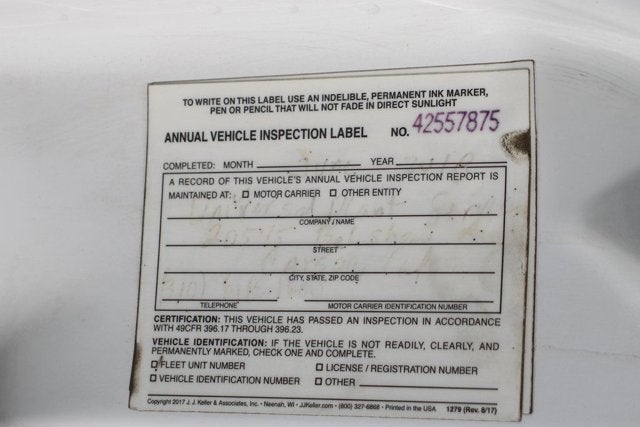 TO WRITE ON THIS LABEL USE AN INDELIBLE, PERMANENT INK MARKER,
PEN OR PENCIL THAT WILL NOT FADE IN DIRECT SUNLIGHT
ANNUAL VEHICLE INSPECTION LABEL NO. 42557875
COMPLETED: MONTH YEAR
A RECORD OF THIS VEHICLE'S ANNUAL VEHICLE INSPECTION REPORT IS
MAINTAINED AT: ☐ MOTOR CARRIER ☐ OTHER ENTITY
COMPANY NAME
STREET
CITY, STATE, ZIP CODE
TELEPHONE MOTOR CARRIER IDENTIFICATION NUMBER
CERTIFICATION: THIS VEHICLE HAS PASSED AN INSPECTION IN ACCORDANCE
WITH 49CFR 396.17 THROUGH 396.23.
VEHICLE IDENTIFICATION: IF THE VEHICLE IS NOT READILY, CLEARLY, AND
PERMANENTLY MARKED, CHECK ONE AND COMPLETE.
☐ FLEET UNIT NUMBER ☐ LICENSE / REGISTRATION NUMBER
☐ VEHICLE IDENTIFICATION NUMBER ☐ OTHER
Copyright 2017 J. J. Keller & Associates, Inc. • Neenah, WI • JJKeller.com • (800) 327-6868 • Printed in the USA 1279 (Rev. 8/17)